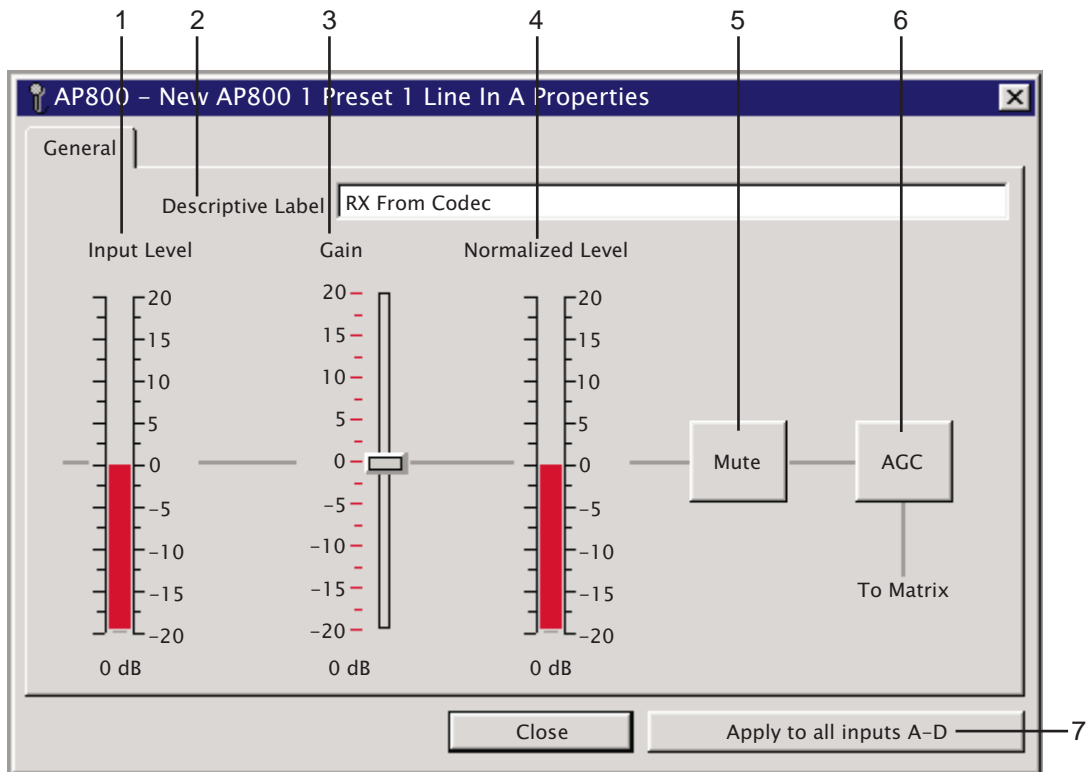 1 2 3 4 5 6
AP800 – New AP800 1 Preset 1 Line In A Properties
General
Descriptive Label RX From Codec
Input Level Gain Normalized Level
20 20 20
15 15 15
10 10 10
5 5 5
0 0 0 Mute AGC
-5 -5 -5
-10 -10 -10
-15 -15 -15 To Matrix
-20 -20 -20
0 dB 0 dB 0 dB
Close Apply to all inputs A-D 7